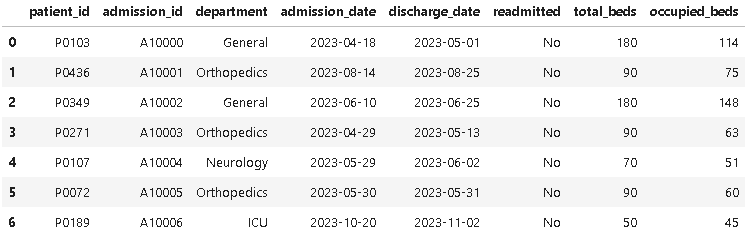 patient_id admission_id department admission_date discharge_date readmitted total_beds occupied_beds
0 P0103 A10000 General 2023-04-18 2023-05-01 No 180 114
1 P0436 A10001 Orthopedics 2023-08-14 2023-08-25 No 90 75
2 P0349 A10002 General 2023-06-10 2023-06-25 No 180 148
3 P0271 A10003 Orthopedics 2023-04-29 2023-05-13 No 90 63
4 P0107 A10004 Neurology 2023-05-29 2023-06-02 No 70 51
5 P0072 A10005 Orthopedics 2023-05-30 2023-05-31 No 90 60
6 P0189 A10006 ICU 2023-10-20 2023-11-02 No 50 45